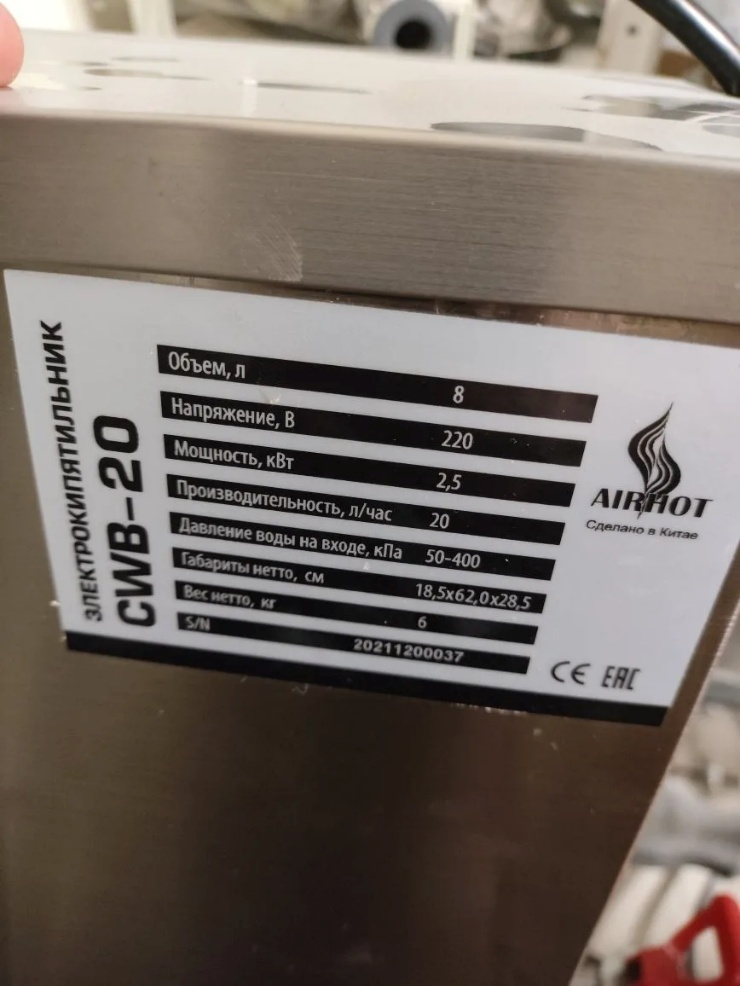 ЭЛЕКТРОКИПЯТИЛЬНИК
CWB-20
Объем, л 8
Напряжение, В 220
Мощность, кВт 2,5
Производительность, л/час 20
Давление воды на входе, кПа 50-400
Габариты нетто, см 18,5x62,0x28,5
Вес нетто, кг 6
S/N 20211200037
AIRHOT
Сделано в Китае
CE EAC